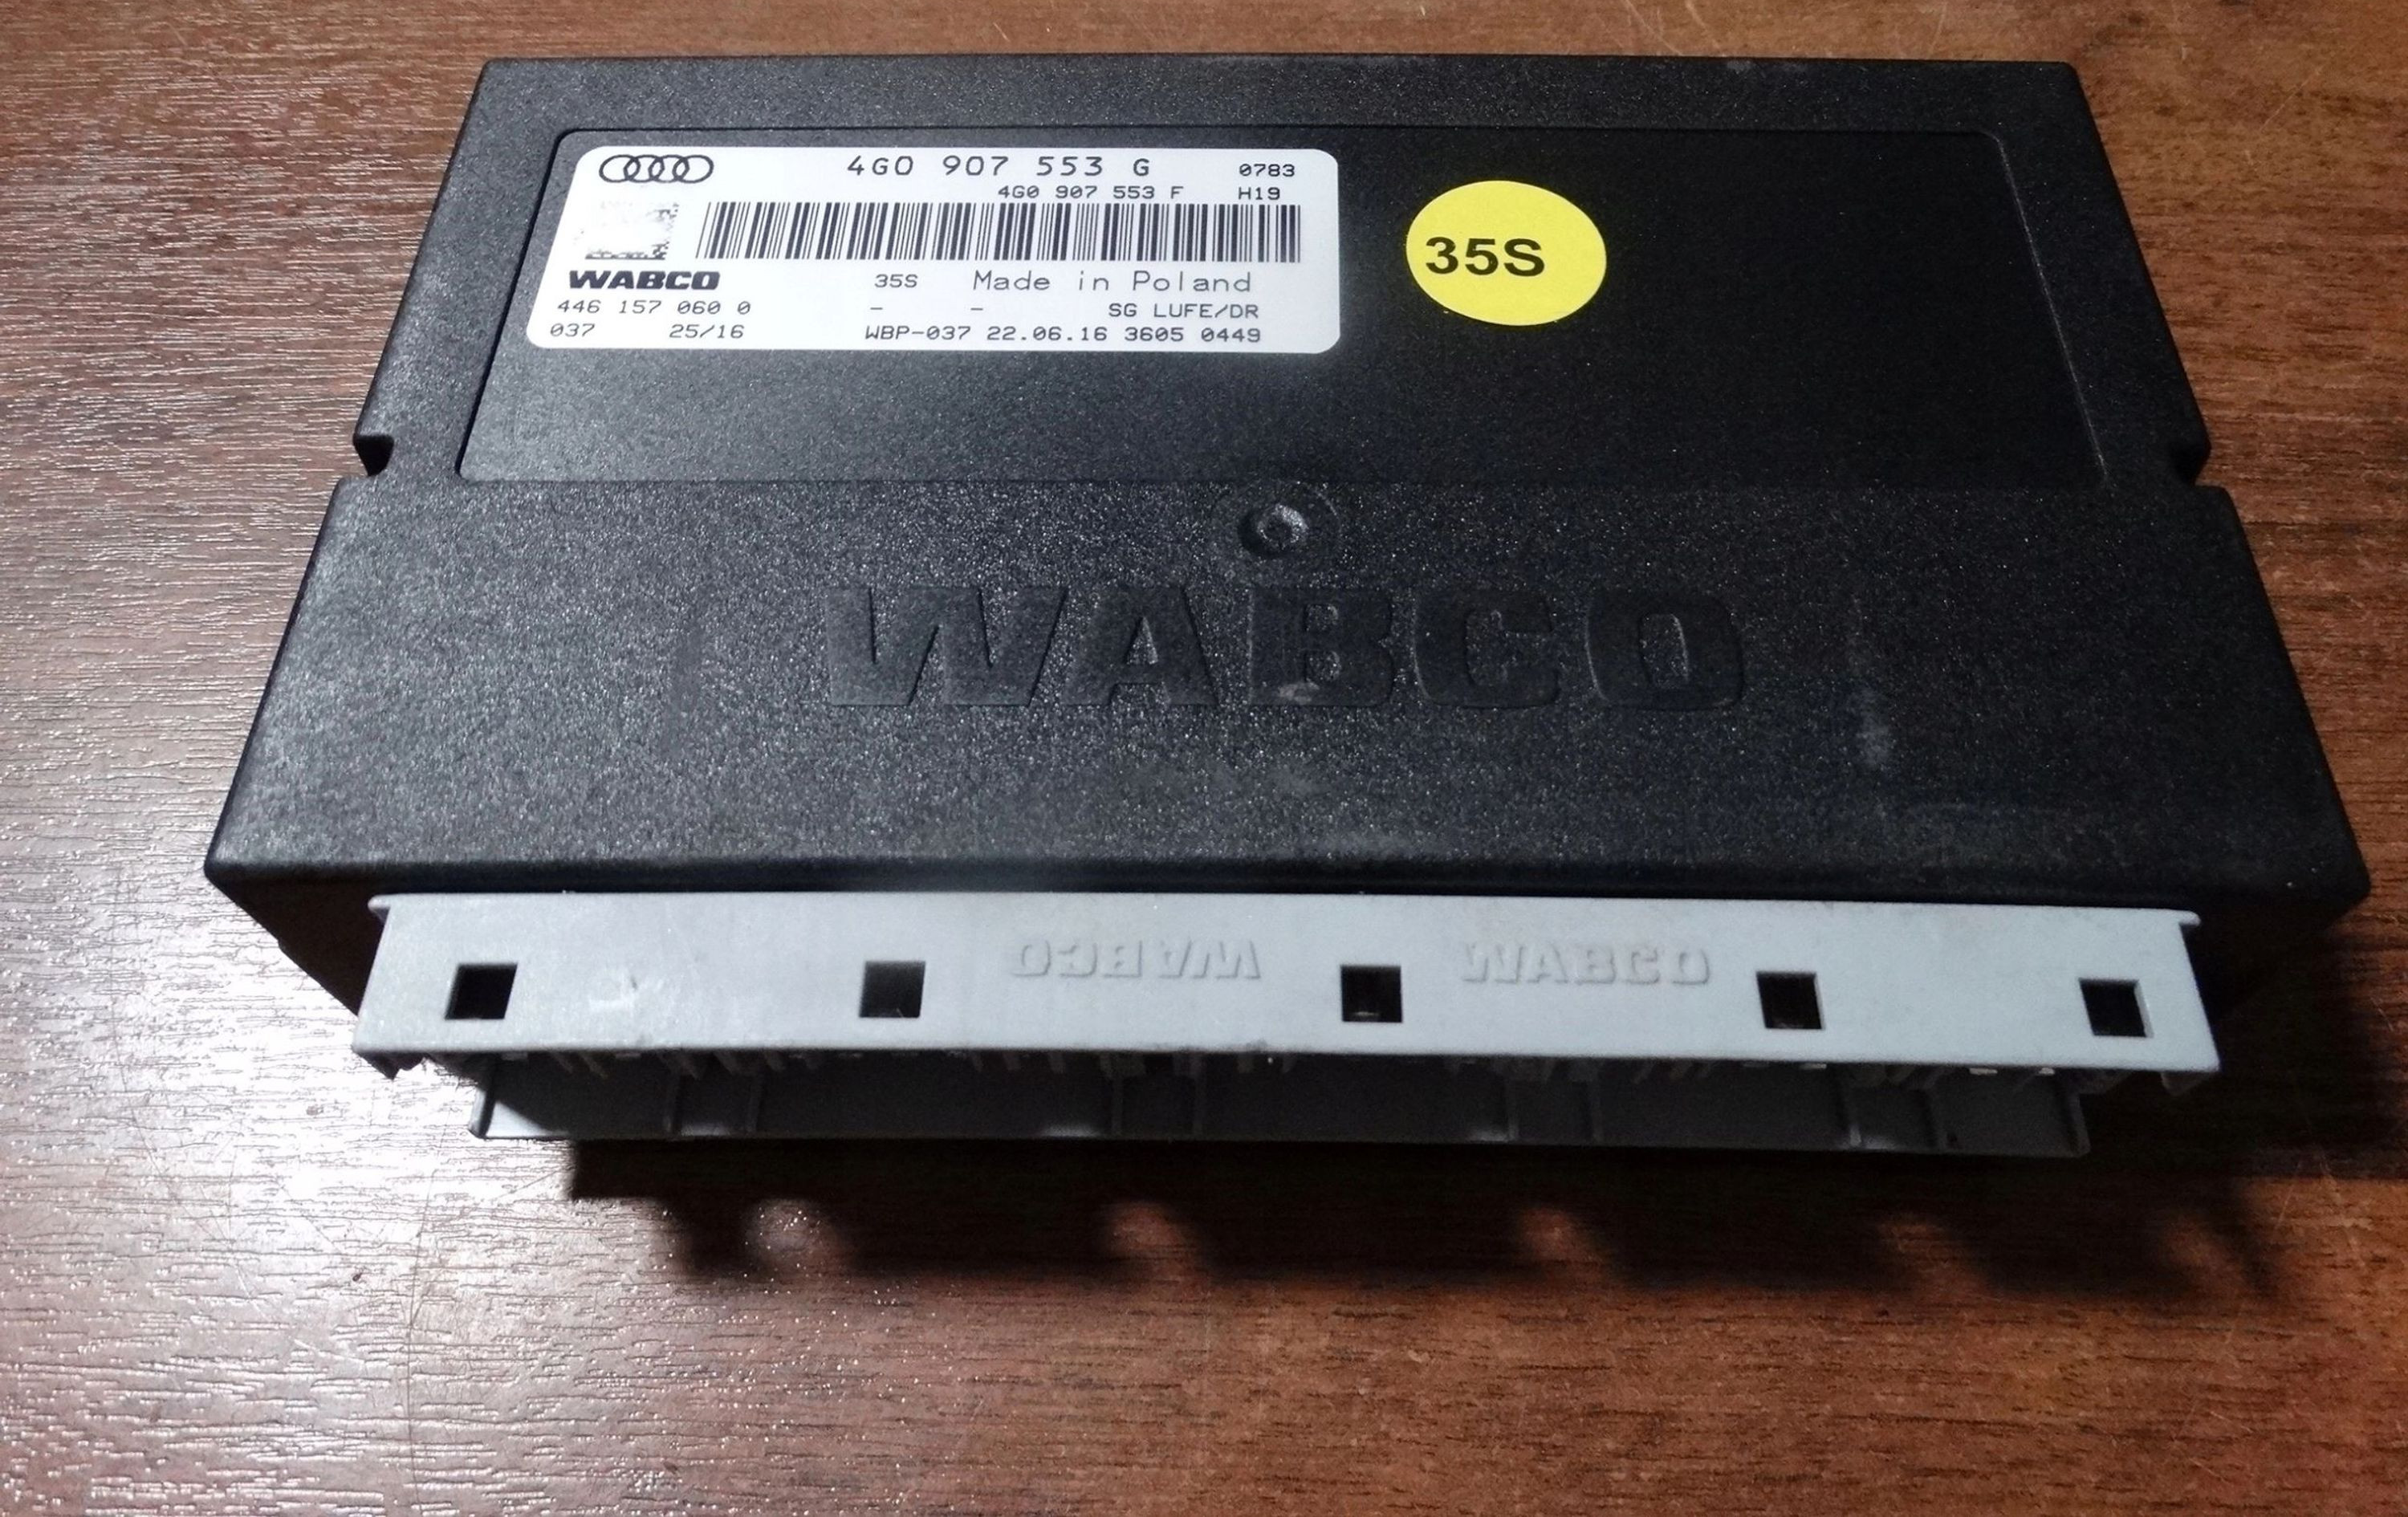 4G0 907 553 G 0783
4G0 907 553 F H19
WABCO 35S Made in Poland
446 157 060 0 - - SG LUFE/DR
037 25/16 WBP-037 22.06.16 3605 0449
35S
WABCO
WABCO WABCO